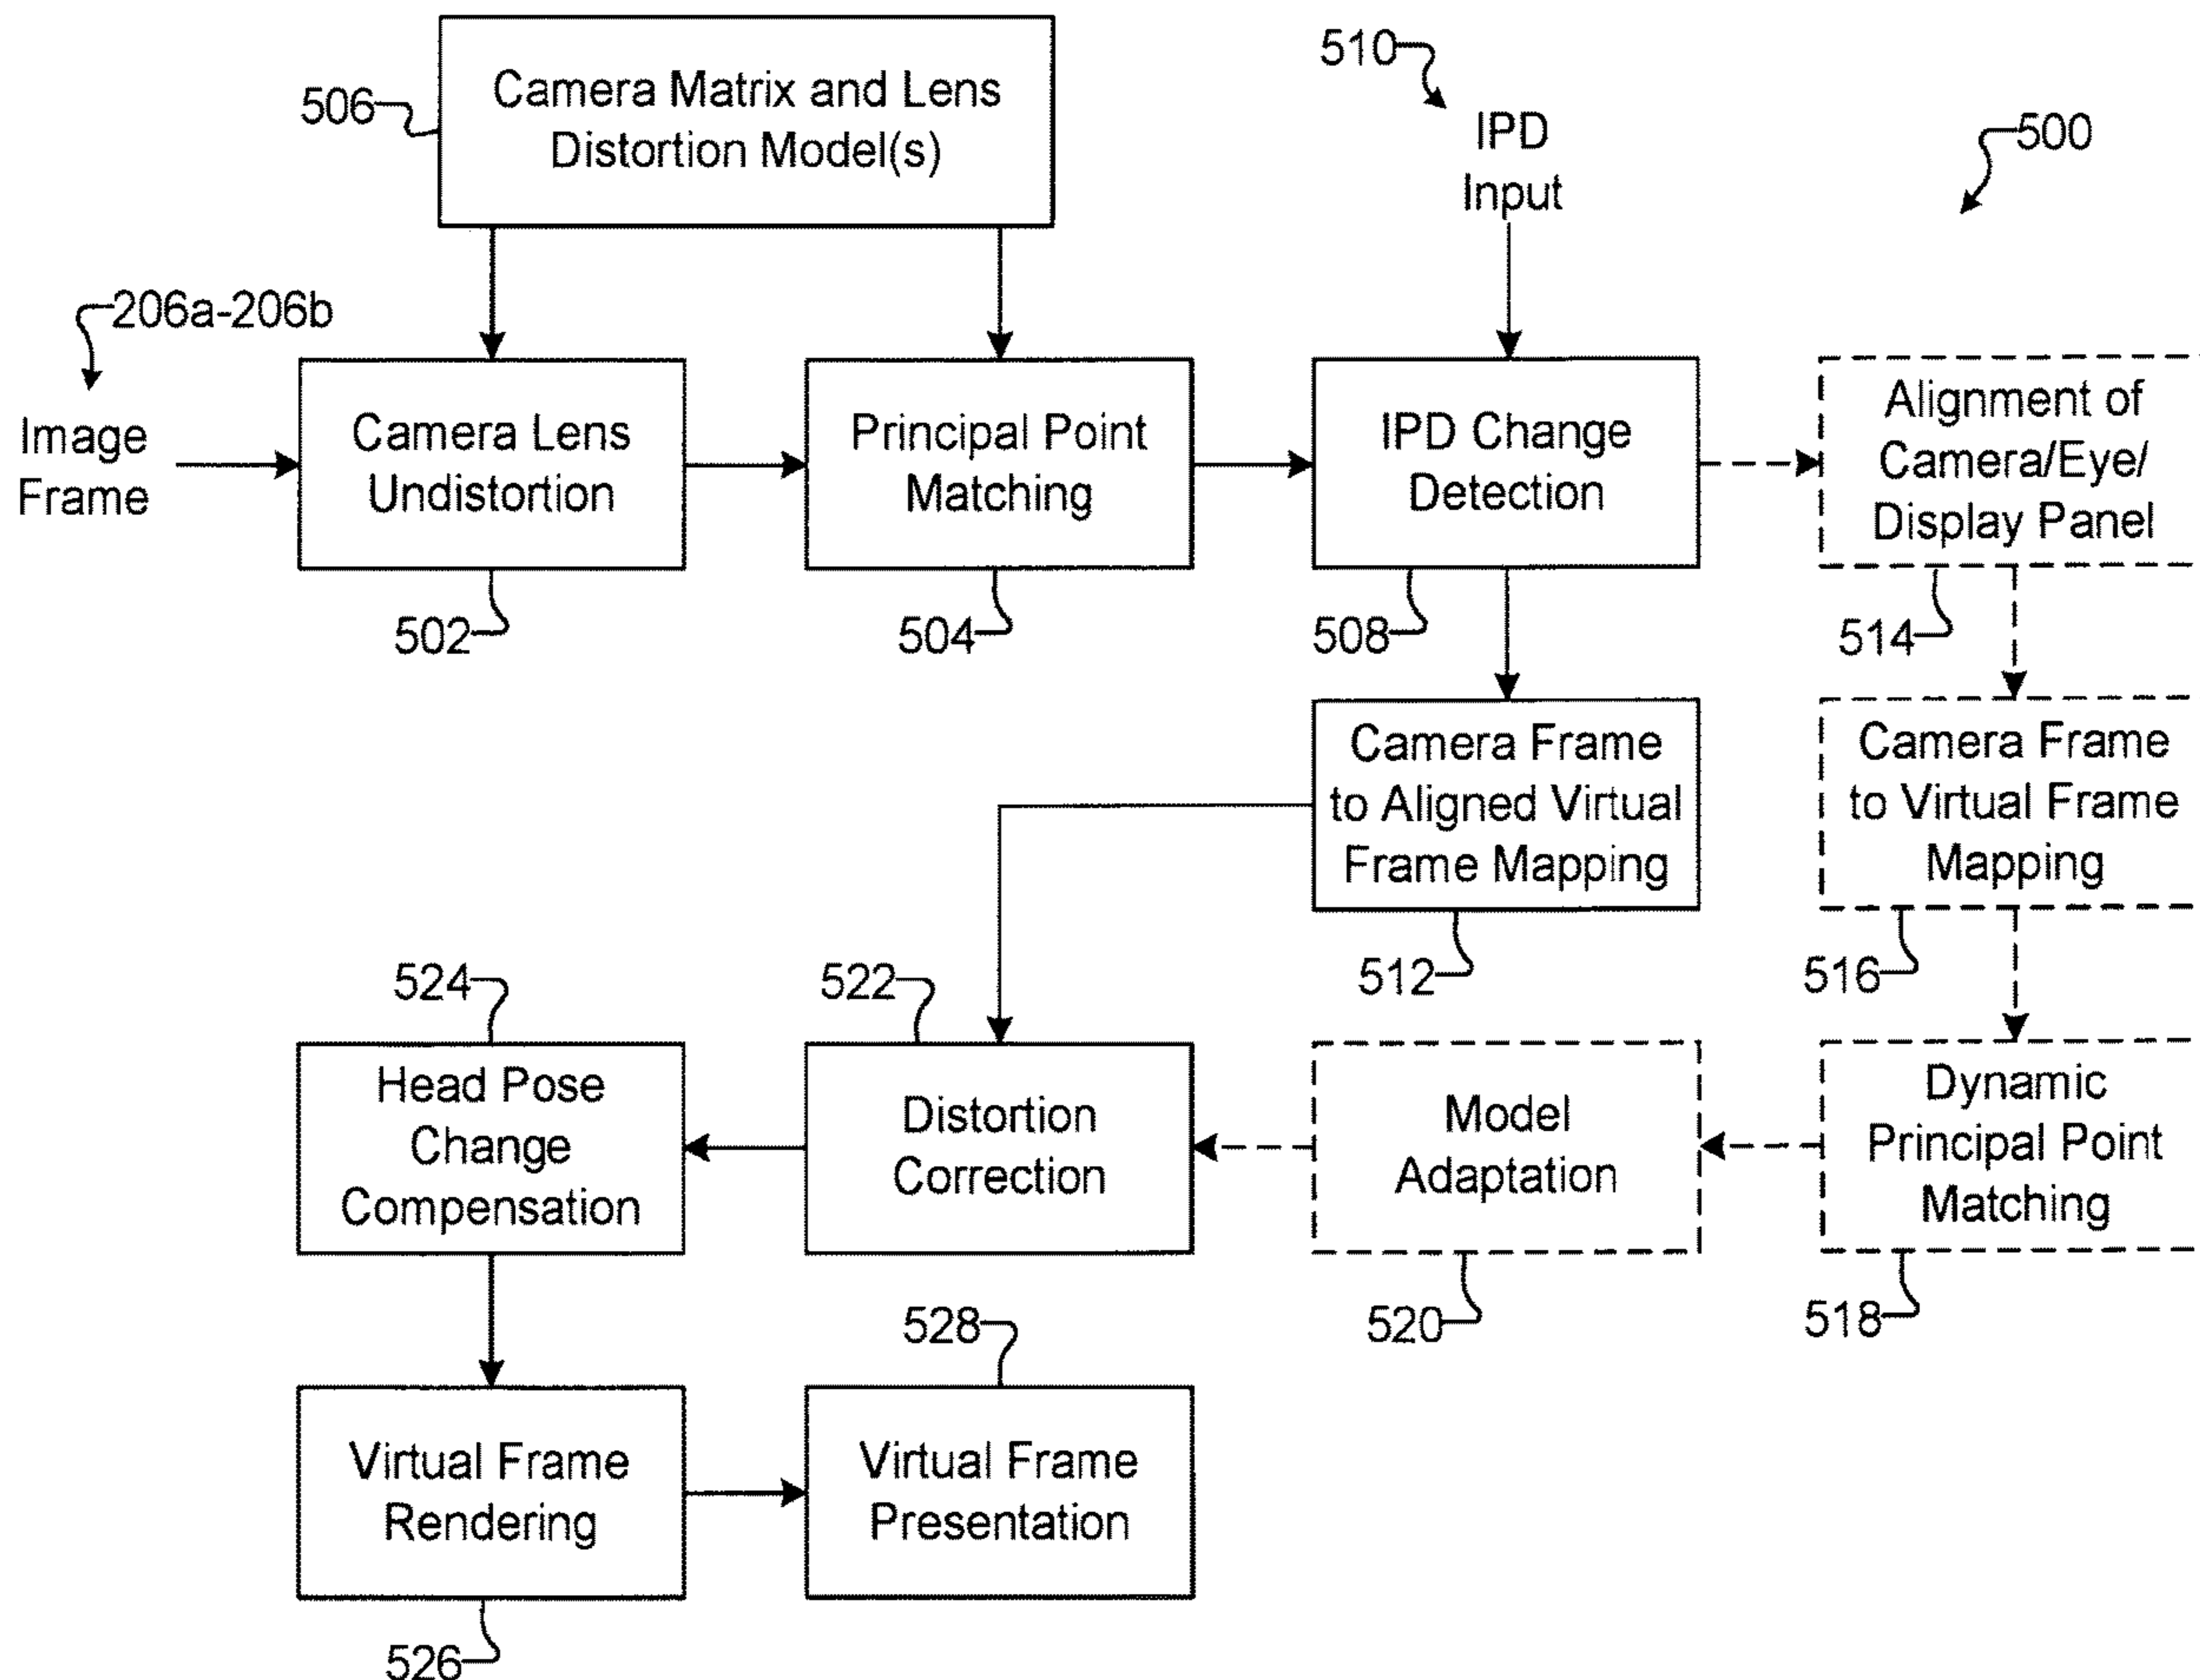 Camera Matrix and Lens
Distortion Model(s)
506
510
IPD
Input
500
206a-206b
Image
Frame
Camera Lens
Undistortion
502
Principal Point
Matching
504
IPD Change
Detection
508
Alignment of
Camera/Eye/
Display Panel
514
Camera Frame
to Aligned Virtual
Frame Mapping
512
Camera Frame
to Virtual Frame
Mapping
516
524
Head Pose
Change
Compensation
522
Distortion
Correction
Model
Adaptation
520
Dynamic
Principal Point
Matching
518
Virtual Frame
Rendering
526
528
Virtual Frame
Presentation